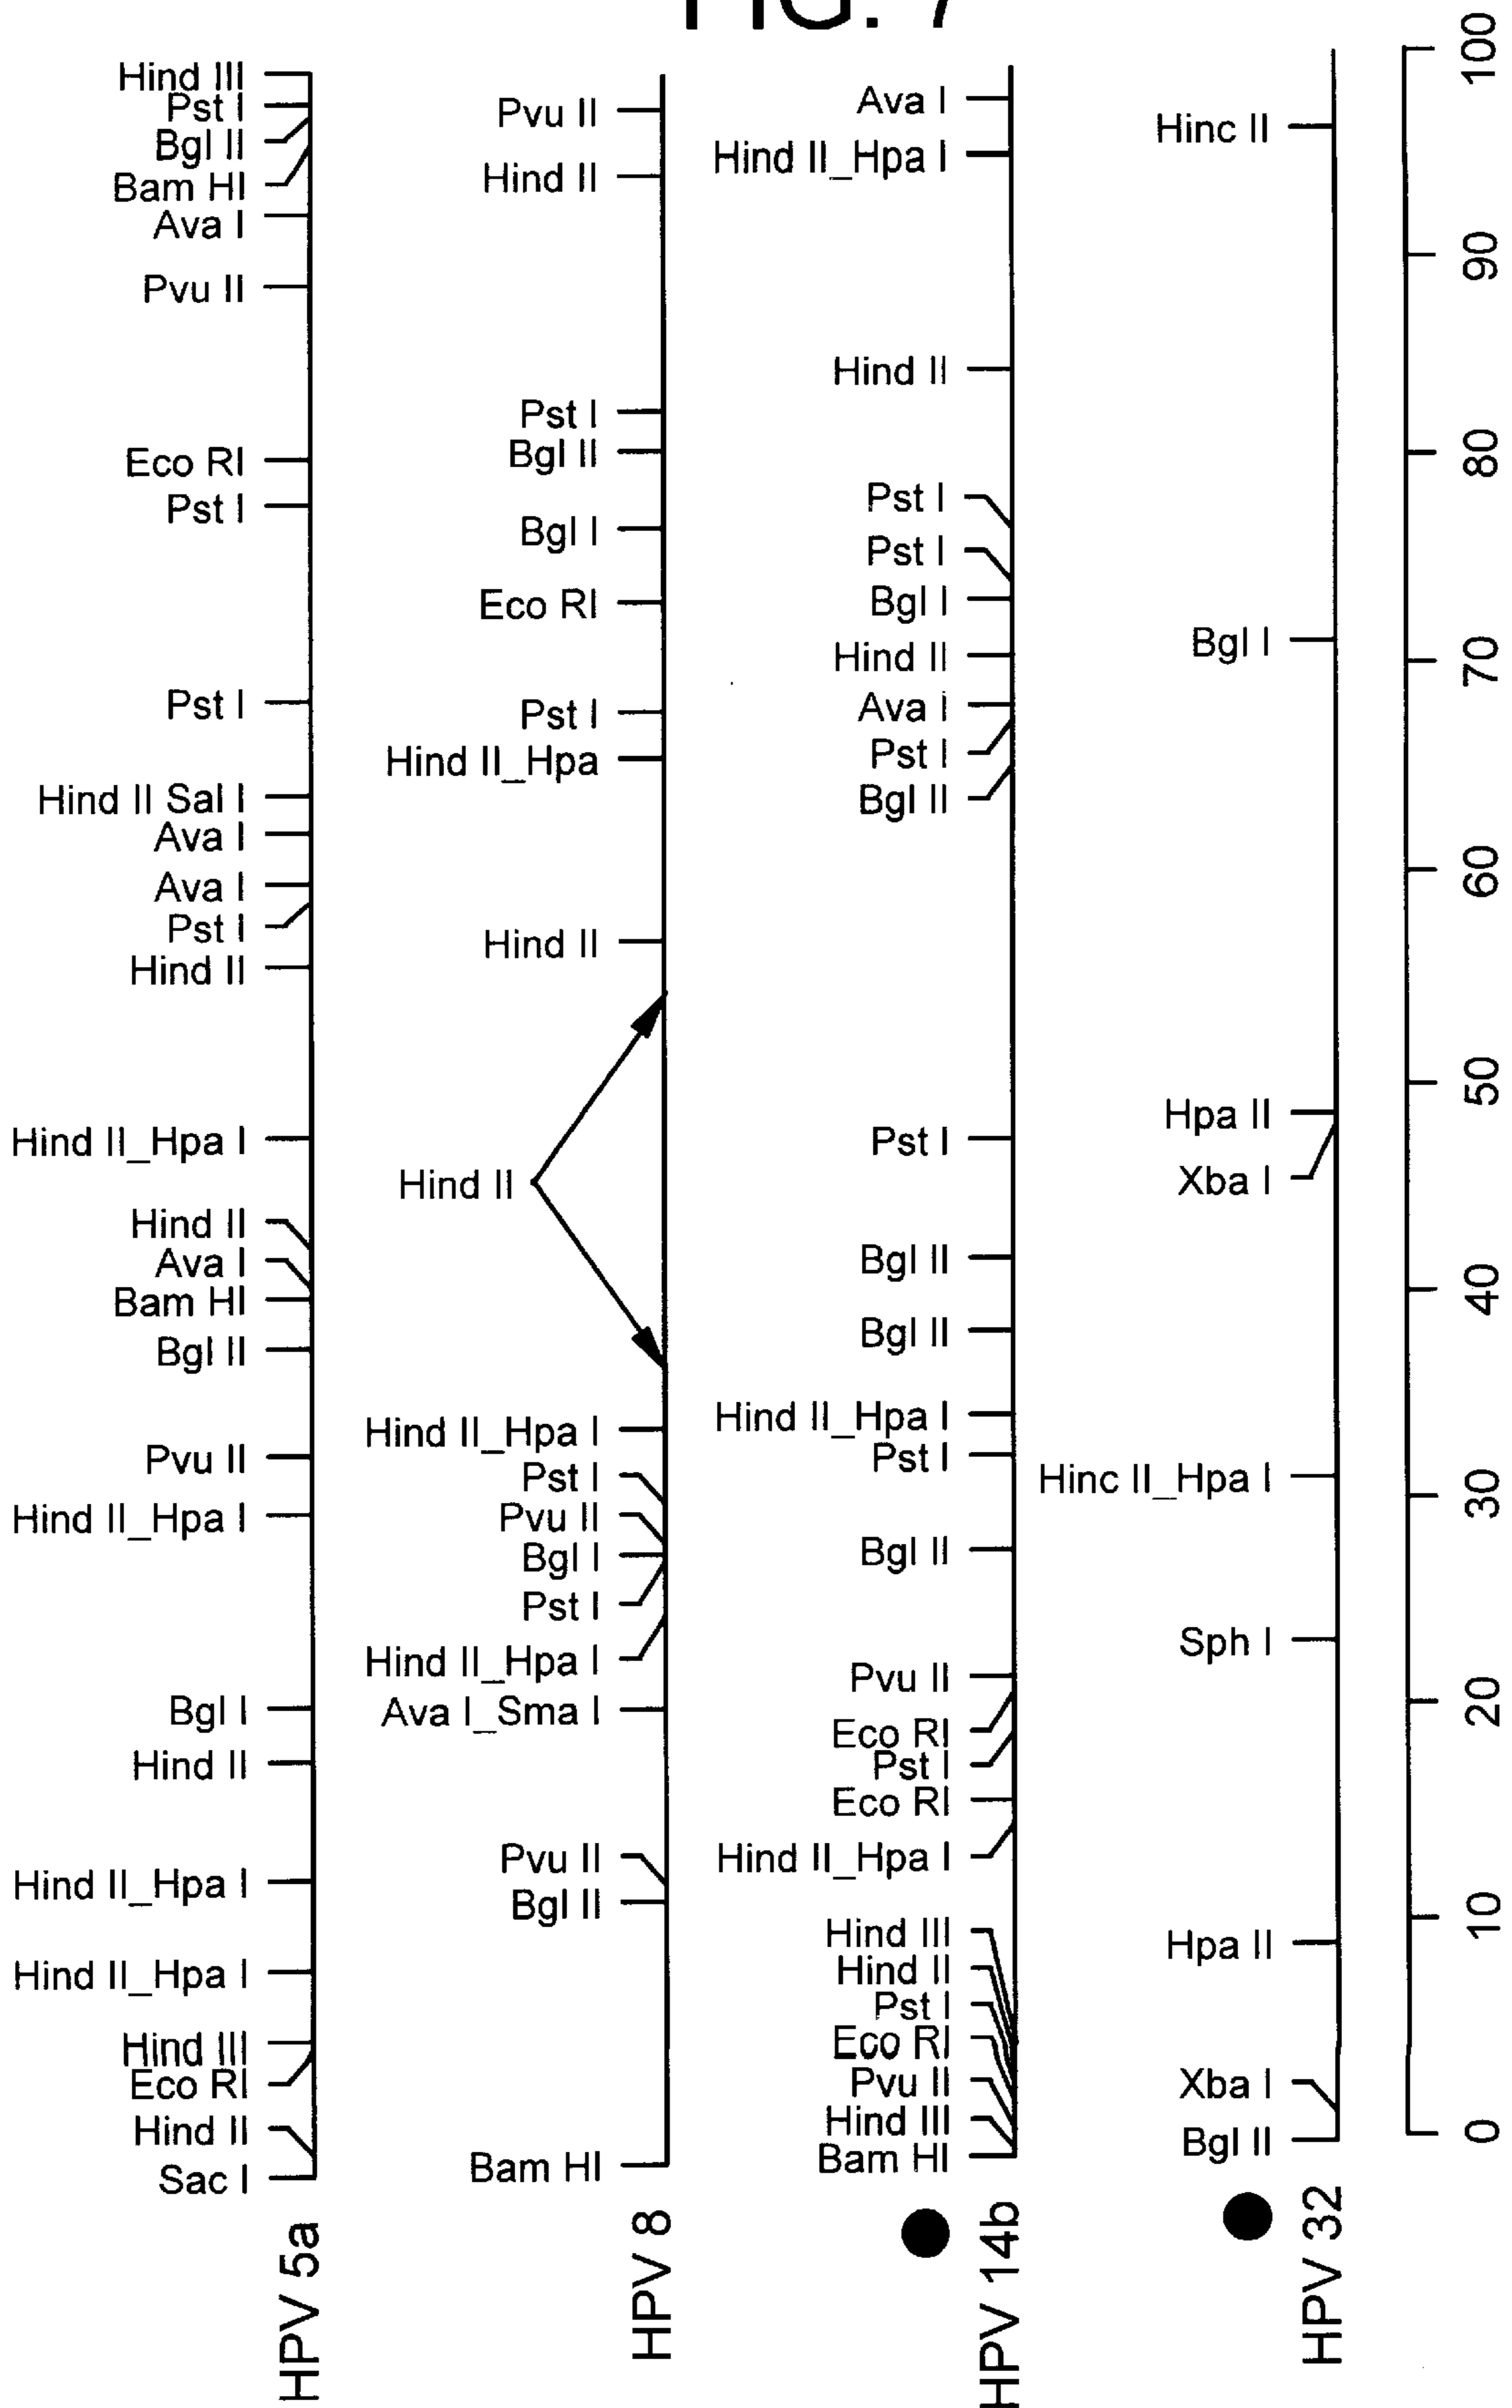 FIG. 7
Hind III
Pst I
Bgl II
Bam HI
Ava I
Pvu II
Eco RI
Pst I
Pst I
Hind II Sal I
Ava I
Ava I
Pst I
Hind II
Hind II_Hpa I
Hind II
Ava I
Bam HI
Bgl II
Pvu II
Hind II_Hpa I
Bgl I
Hind II
Hind II_Hpa I
Hind II_Hpa I
Hind III
Eco RI
Hind II
Sac I
HPV 5a
Pvu II
Hind II
Pst I
Bgl II
Bgl I
Eco RI
Pst I
Hind II_Hpa
Hind II
Hind II
Hind II_Hpa I
Pst I
Pvu II
Bgl I
Pst I
Hind II_Hpa I
Ava I_Sma I
Pvu II
Bgl II
Bam HI
HPV 8
Ava I
Hind II_Hpa I
Hind II
Pst I
Pst I
Bgl I
Hind II
Ava I
Pst I
Bgl II
Pst I
Bgl II
Bgl II
Hind II_Hpa I
Pst I
Bgl II
Pvu II
Eco RI
Pst I
Eco RI
Hind II_Hpa I
Hind III
Hind II
Pst I
Eco RI
Pvu II
Hind III
Bam HI
HPV 14b
Hinc II
Bgl I
Hpa II
Xba I
Hinc II_Hpa I
Sph I
Hpa II
Xba I
Bgl II
HPV 32
100
90
80
70
60
50
40
30
20
10
0